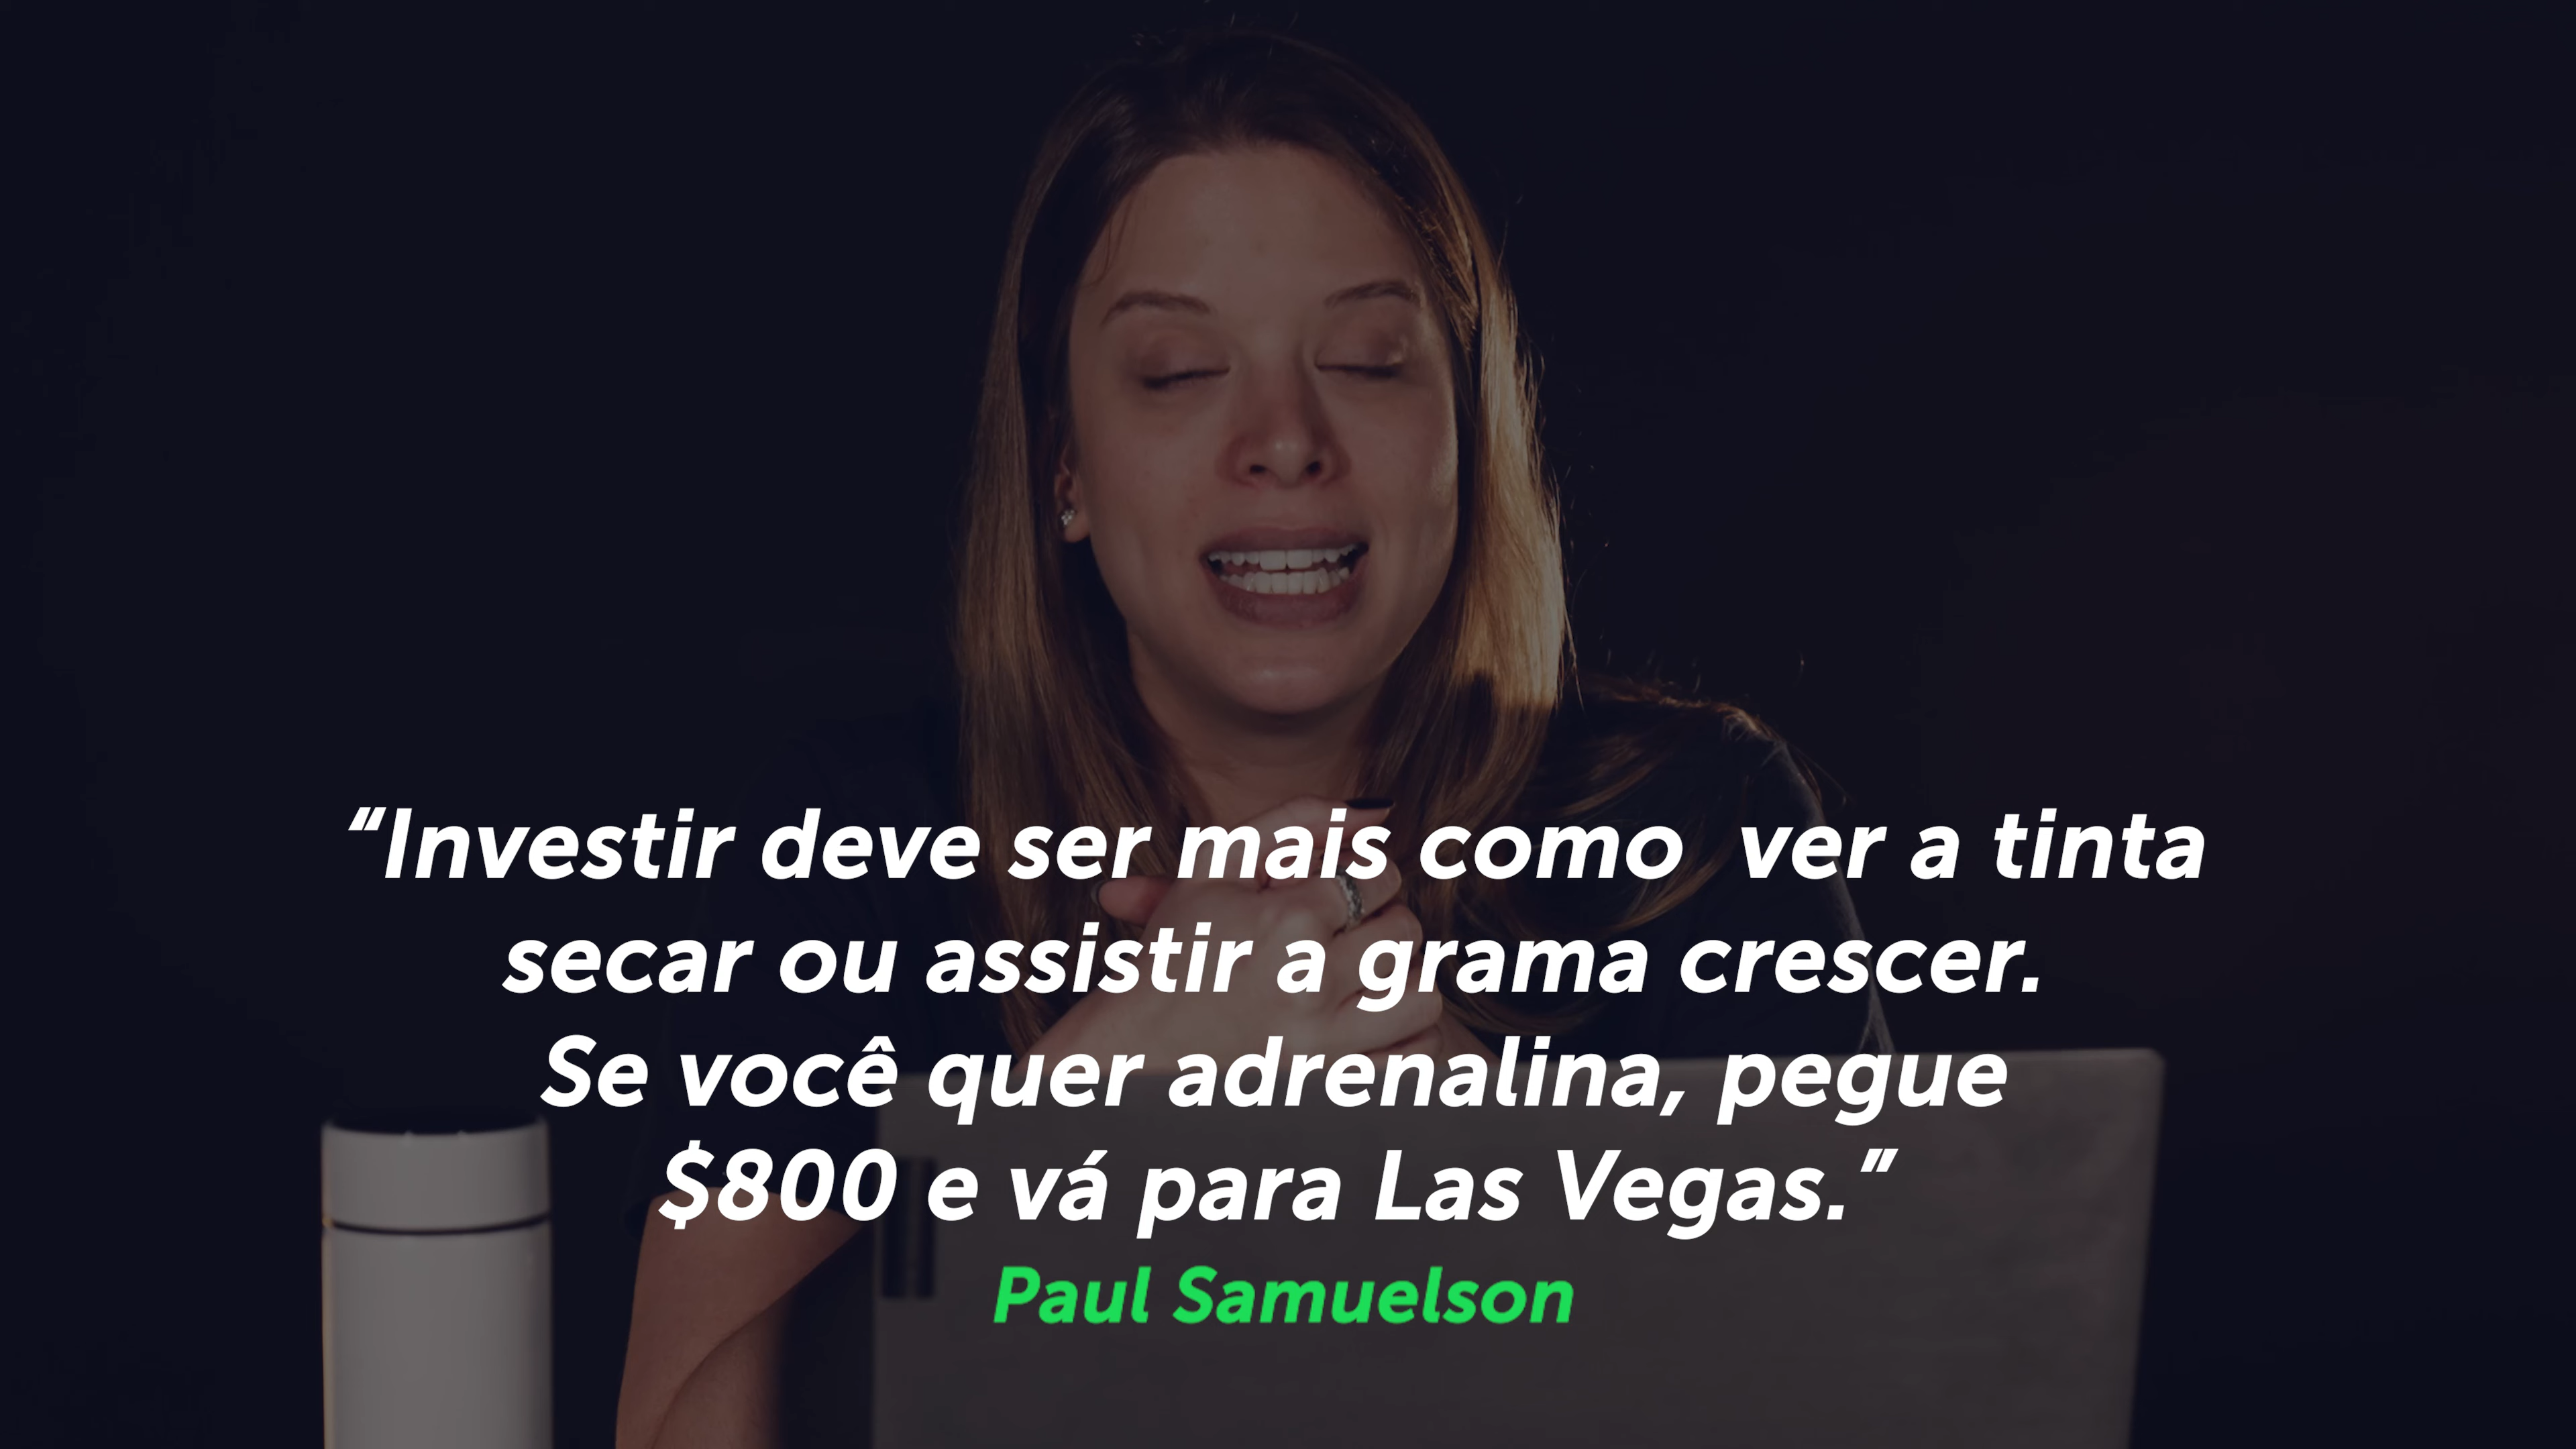 “Investir deve ser mais como  ver a tinta
secar ou assistir a grama crescer.
Se você quer adrenalina, pegue
$800 e vá para Las Vegas.”
Paul Samuelson